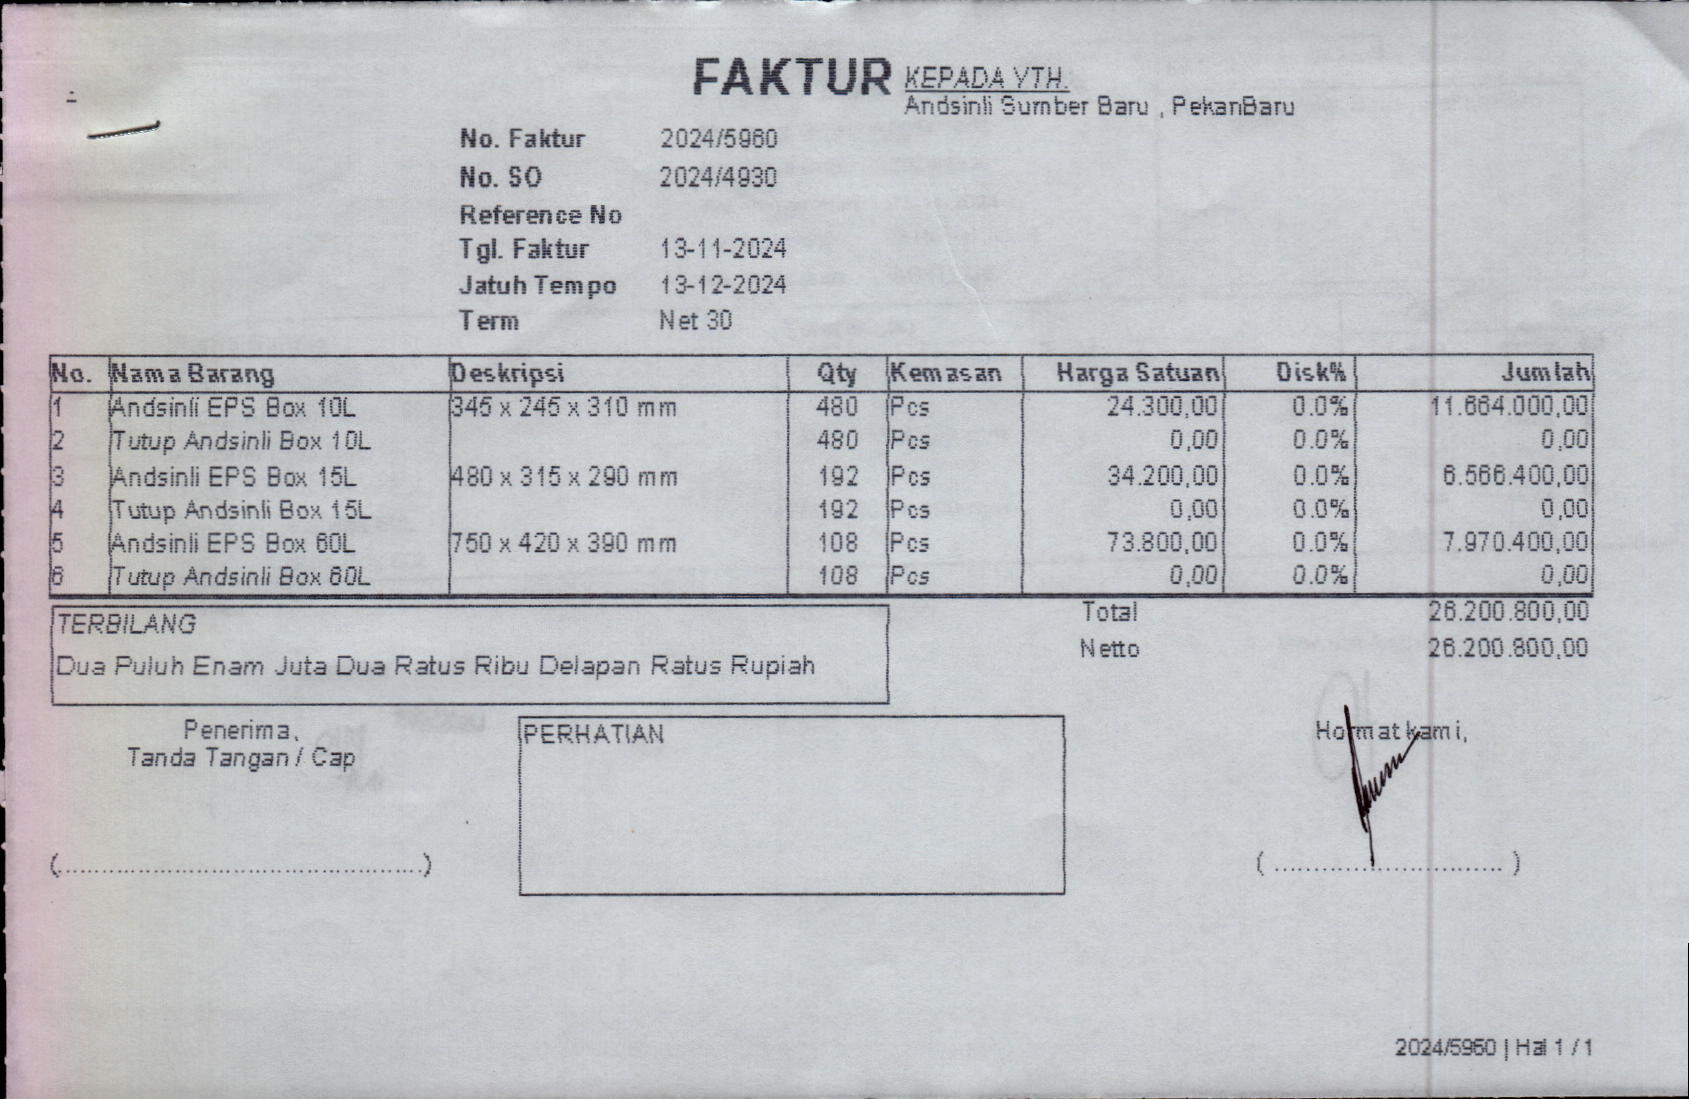 FAKTUR
KEPADA YTH.
Andsinli Sumber Baru , PekanBaru
No. Faktur 2024/5960
No. SO 2024/4930
Reference No
Tgl. Faktur 13-11-2024
Jatuh Tempo 13-12-2024
Term Net 30
No. Nama Barang Deskripsi Qty Kemasan Harga Satuan Disk% Jumlah
1 Andsinli EPS Box 10L 345 x 245 x 310 mm 480 Pcs 24.300,00 0.0% 11.664.000,00
2 Tutup Andsinli Box 10L 480 Pcs 0,00 0.0% 0,00
3 Andsinli EPS Box 15L 480 x 315 x 290 mm 192 Pcs 34.200,00 0.0% 6.566.400,00
4 Tutup Andsinli Box 15L 192 Pcs 0,00 0.0% 0,00
5 Andsinli EPS Box 60L 750 x 420 x 390 mm 108 Pcs 73.800,00 0.0% 7.970.400,00
6 Tutup Andsinli Box 60L 108 Pcs 0,00 0.0% 0,00
Total 26.200.800,00
Netto 26.200.800,00
TERBILANG
Dua Puluh Enam Juta Dua Ratus Ribu Delapan Ratus Rupiah
Penerima,
Tanda Tangan / Cap
PERHATIAN
Hormat kami,
(................................................)
( .............................. )
2024/5960 | Hal 1 / 1